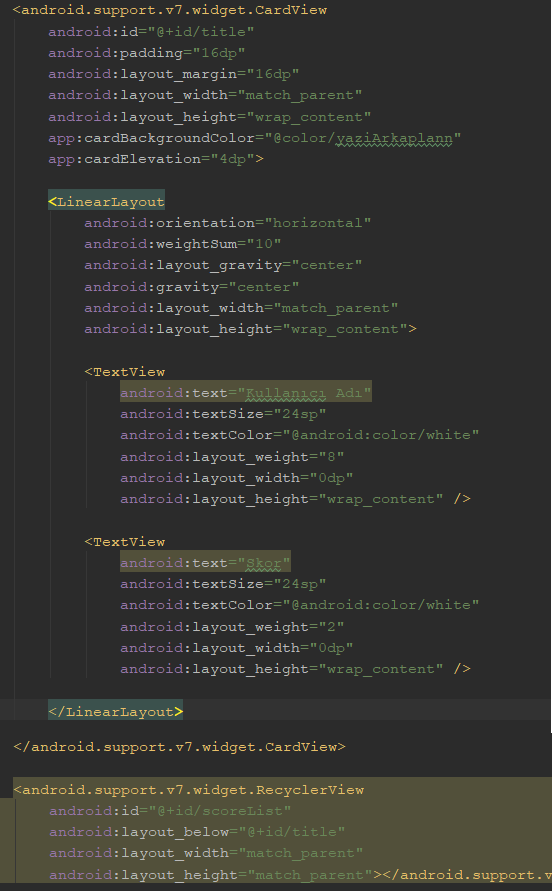 <android.support.v7.widget.CardView
android:id="@+id/title"
android:padding="16dp"
android:layout_margin="16dp"
android:layout_width="match_parent"
android:layout_height="wrap_content"
app:cardBackgroundColor="@color/yaziArkaplann"
app:cardElevation="4dp">
<LinearLayout
android:orientation="horizontal"
android:weightSum="10"
android:layout_gravity="center"
android:gravity="center"
android:layout_width="match_parent"
android:layout_height="wrap_content">
<TextView
android:text="Kullanıcı Adı"
android:textSize="24sp"
android:textColor="@android:color/white"
android:layout_weight="8"
android:layout_width="0dp"
android:layout_height="wrap_content" />
<TextView
android:text="Skor"
android:textSize="24sp"
android:textColor="@android:color/white"
android:layout_weight="2"
android:layout_width="0dp"
android:layout_height="wrap_content" />
</LinearLayout>
</android.support.v7.widget.CardView>
<android.support.v7.widget.RecyclerView
android:id="@+id/scoreList"
android:layout_below="@+id/title"
android:layout_width="match_parent"
android:layout_height="match_parent"></android.support.v